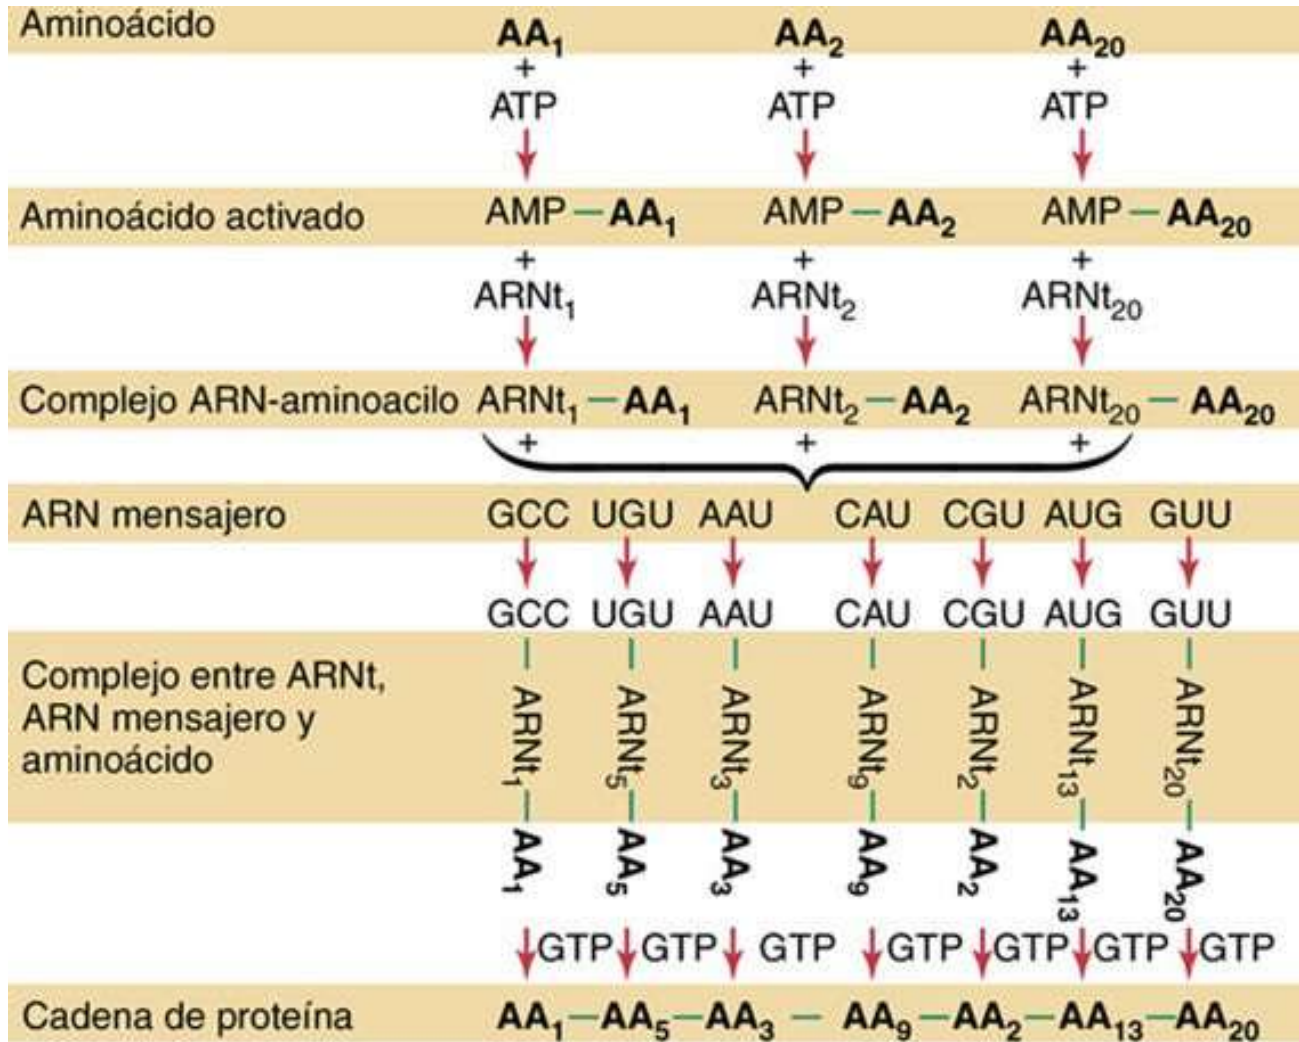 Aminoácido AA1 AA2 AA20
+ + +
ATP ATP ATP
Aminoácido activado AMP — AA1 AMP — AA2 AMP — AA20
+ + +
ARNt1 ARNt2 ARNt20
Complejo ARN-aminoacilo ARNt1 — AA1 ARNt2 — AA2 ARNt20 — AA20
+ + +
ARN mensajero GCC UGU AAU CAU CGU AUG GUU
GCC UGU AAU CAU CGU AUG GUU
Complejo entre ARNt,
ARN mensajero y
aminoácido
ARNt1 — AA1
ARNt5 — AA5
ARNt3 — AA3
ARNt9 — AA9
ARNt2 — AA2
ARNt13 — AA13
ARNt20 — AA20
GTP GTP GTP GTP GTP GTP GTP
Cadena de proteína AA1 — AA5 — AA3 — AA9 — AA2 — AA13 — AA20